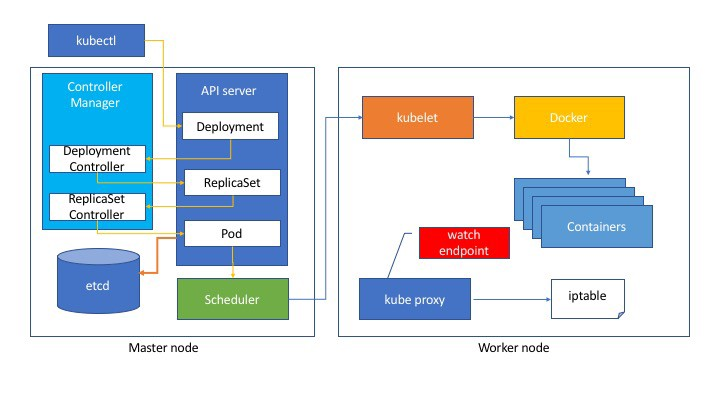 kubectl
Controller
Manager
API server
Deployment
Deployment
Controller
ReplicaSet
ReplicaSet
Controller
Pod
etcd
Scheduler
Master node
kubelet
Docker
Containers
watch
endpoint
kube proxy
iptable
Worker node